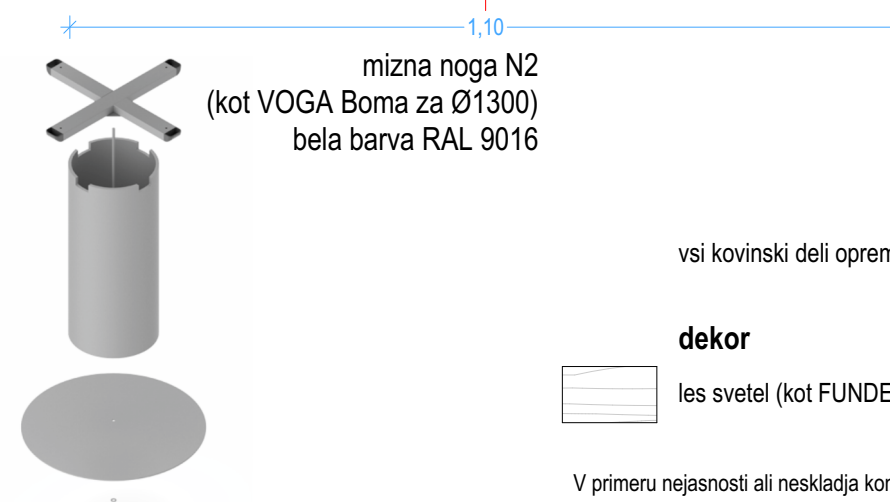 1,10
mizna noga N2
(kot VOGA Boma za Ø1300)
bela barva RAL 9016
vsi kovinski deli oprem
dekor
les svetel (kot FUNDE
V primeru nejasnosti ali neskladja kon